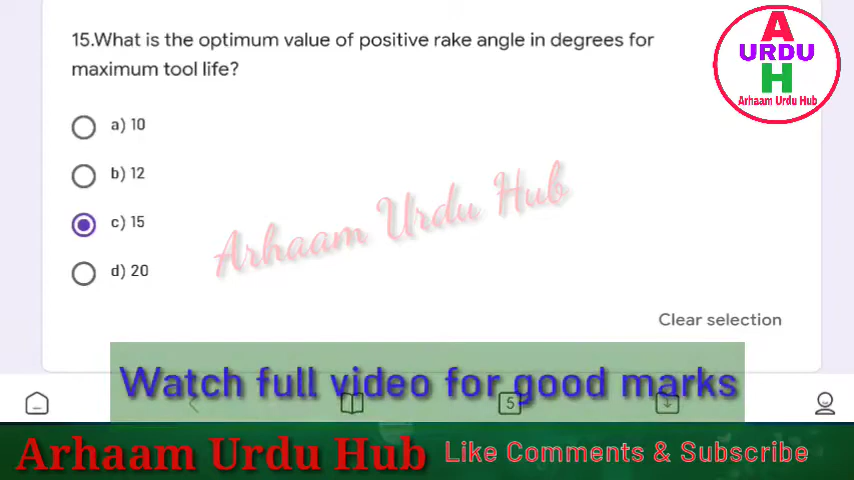 15.What is the optimum value of positive rake angle in degrees for
maximum tool life?
A
URDU
H
Arhaam Urdu Hub
a) 10
b) 12
c) 15
d) 20
Arhaam Urdu Hub
Clear selection
Watch full video for good marks
5
Arhaam Urdu Hub
Like Comments & Subscribe